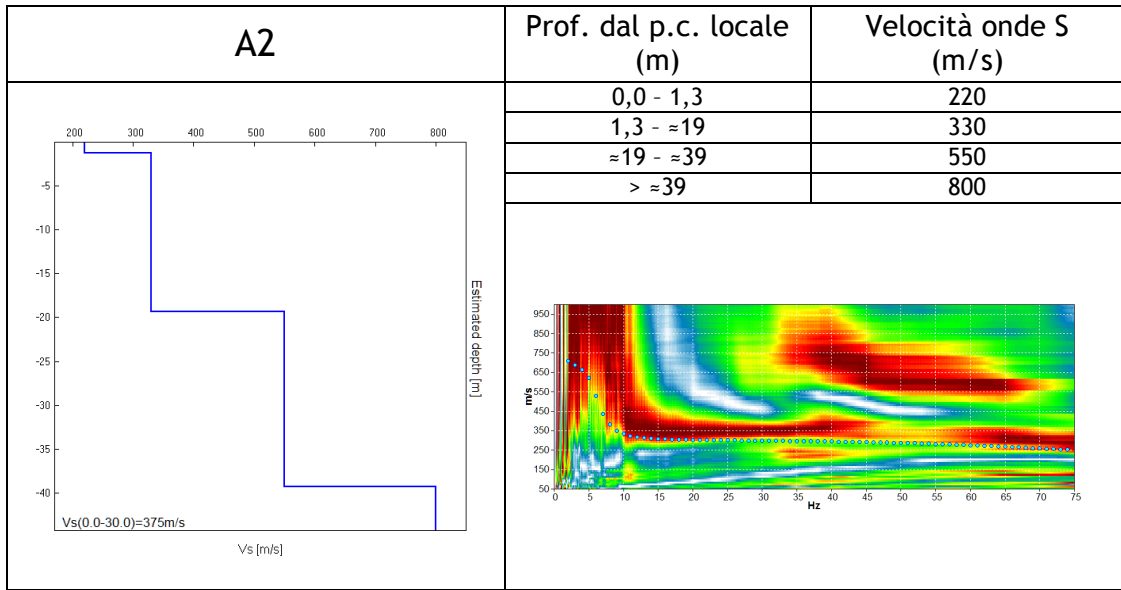 A2
Prof. dal p.c. locale
(m)
Velocità onde S
(m/s)
0,0 – 1,3 220
1,3 – ≈19 330
≈19 – ≈39 550
> ≈39 800
200 300 400 500 600 700 800
-5
-10
-15
-20
-25
-30
-35
-40
Estimated depth [m]
Vs(0.0-30.0)=375m/s
Vs [m/s]
950
850
750
650
550
450
350
250
150
50
m/s
0 5 10 15 20 25 30 35 40 45 50 55 60 65 70 75
Hz